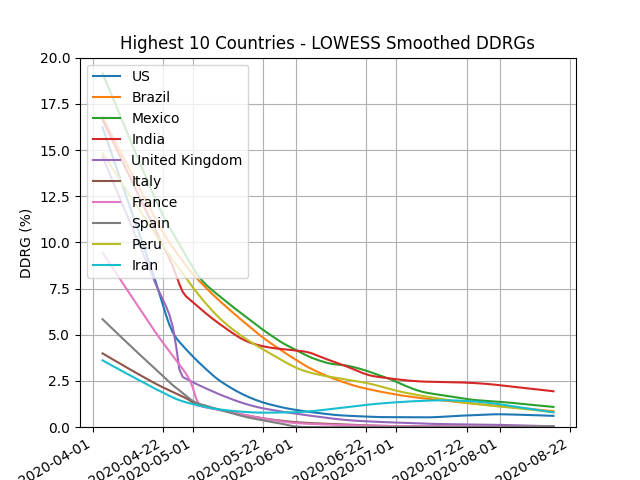 Highest 10 Countries - LOWESS Smoothed DDRGs
20.0
17.5
15.0
12.5
10.0
7.5
5.0
2.5
0.0
DDRG (%)
US
Brazil
Mexico
India
United Kingdom
Italy
France
Spain
Peru
Iran
2020-04-01
2020-04-22
2020-05-01
2020-05-22
2020-06-01
2020-06-22
2020-07-01
2020-07-22
2020-08-01
2020-08-22